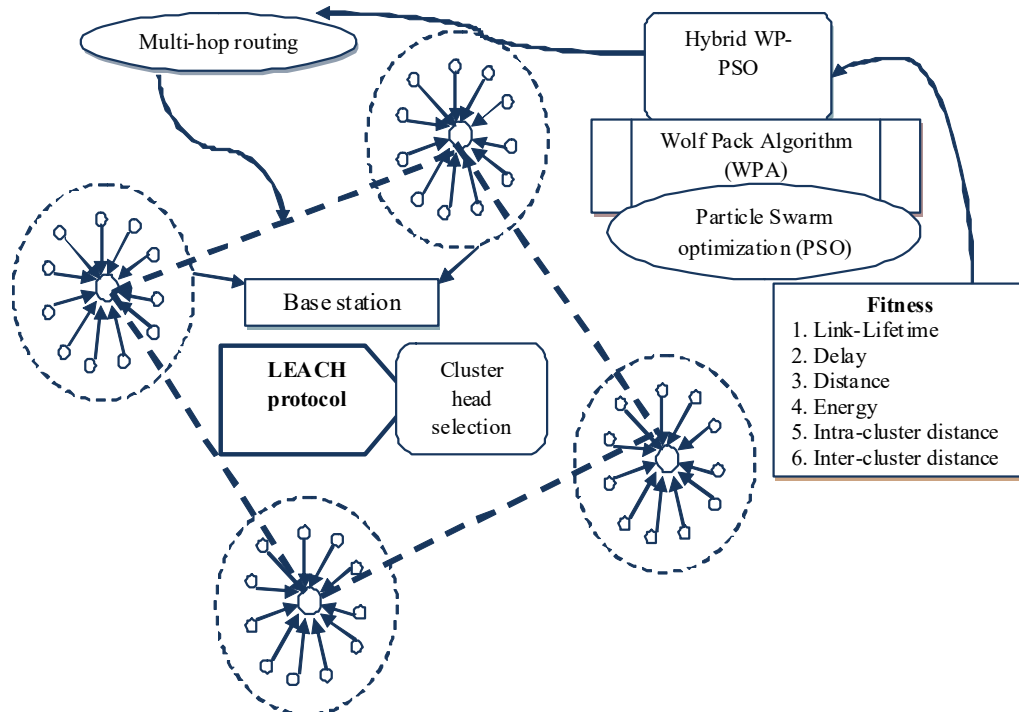 Multi-hop routing
Hybrid WP-
PSO
Wolf Pack Algorithm
(WPA)
Particle Swarm
optimization (PSO)
Base station
LEACH
protocol
Cluster
head
selection
Fitness
1. Link-Lifetime
2. Delay
3. Distance
4. Energy
5. Intra-cluster distance
6. Inter-cluster distance